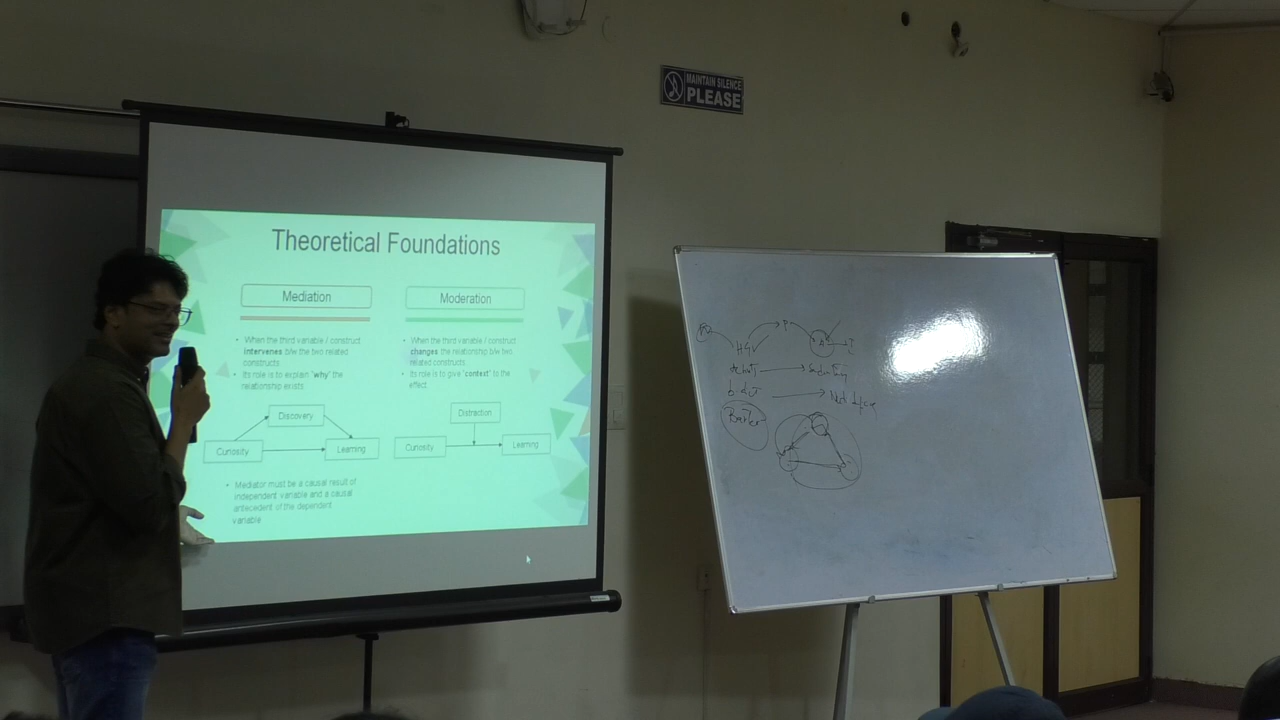 MAINTAIN SILENCE
PLEASE
Theoretical Foundations
Mediation
• When the third variable / construct
intervenes b/w the two related
constructs.
• Its role is to explain "why" the
relationship exists.
Discovery
Curiosity
Learning
• Mediator must be a causal result of
independent variable and a causal
antecedent of the dependent
variable
Moderation
• When the third variable / construct
changes the relationship b/w two
related constructs.
• Its role is to give "context" to the
effect.
Distraction
Curiosity
Learning
P